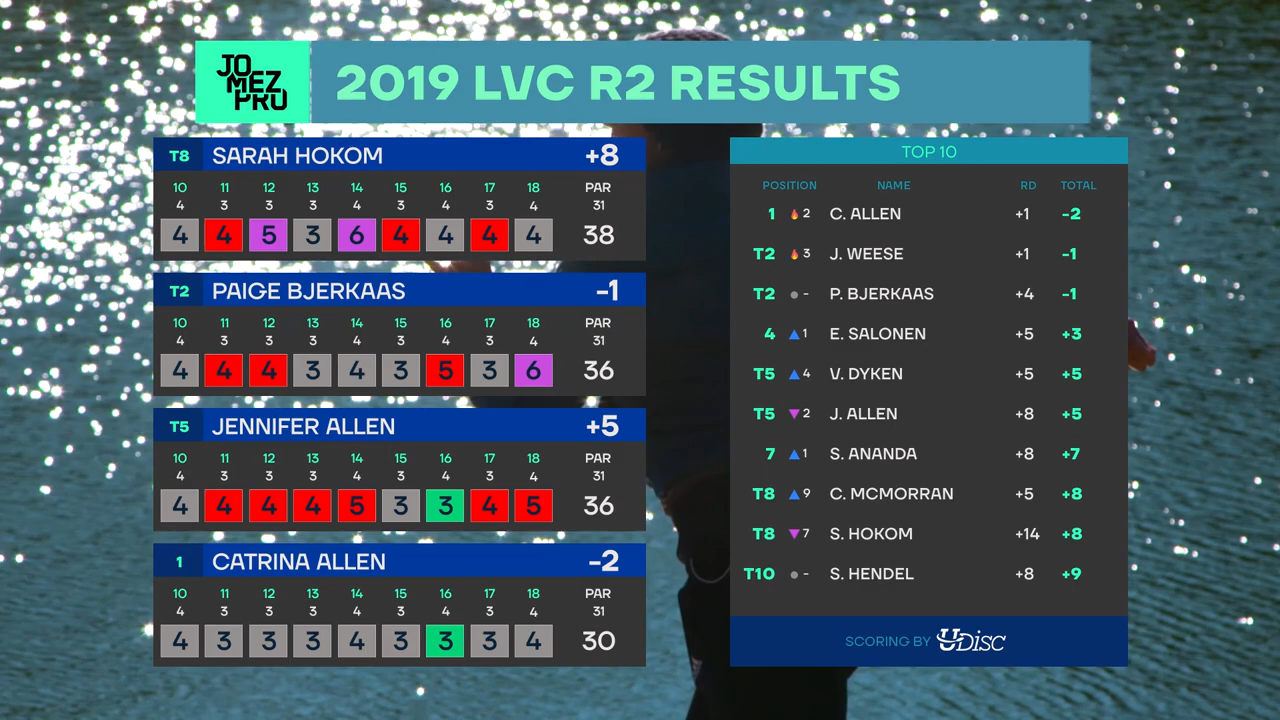 JOMEZPRO
2019 LVC R2 RESULTS
T8 SARAH HOKOM +8
10 11 12 13 14 15 16 17 18 PAR
4 3 3 3 4 3 4 3 4 31
4 4 5 3 6 4 4 4 4 38
T2 PAIGE BJERKAAS -1
10 11 12 13 14 15 16 17 18 PAR
4 3 3 3 4 3 4 3 4 31
4 4 4 3 4 3 5 3 6 36
T5 JENNIFER ALLEN +5
10 11 12 13 14 15 16 17 18 PAR
4 3 3 3 4 3 4 3 4 31
4 4 4 4 5 3 3 4 5 36
1 CATRINA ALLEN -2
10 11 12 13 14 15 16 17 18 PAR
4 3 3 3 4 3 4 3 4 31
4 3 3 3 4 3 3 3 4 30
TOP 10
POSITION NAME RD TOTAL
1 2 C. ALLEN +1 -2
T2 3 J. WEESE +1 -1
T2 - P. BJERKAAS +4 -1
4 1 E. SALONEN +5 +3
T5 4 V. DYKEN +5 +5
T5 2 J. ALLEN +8 +5
7 1 S. ANANDA +8 +7
T8 9 C. MCMORRAN +5 +8
T8 7 S. HOKOM +14 +8
T10 - S. HENDEL +8 +9
SCORING BY UDisc